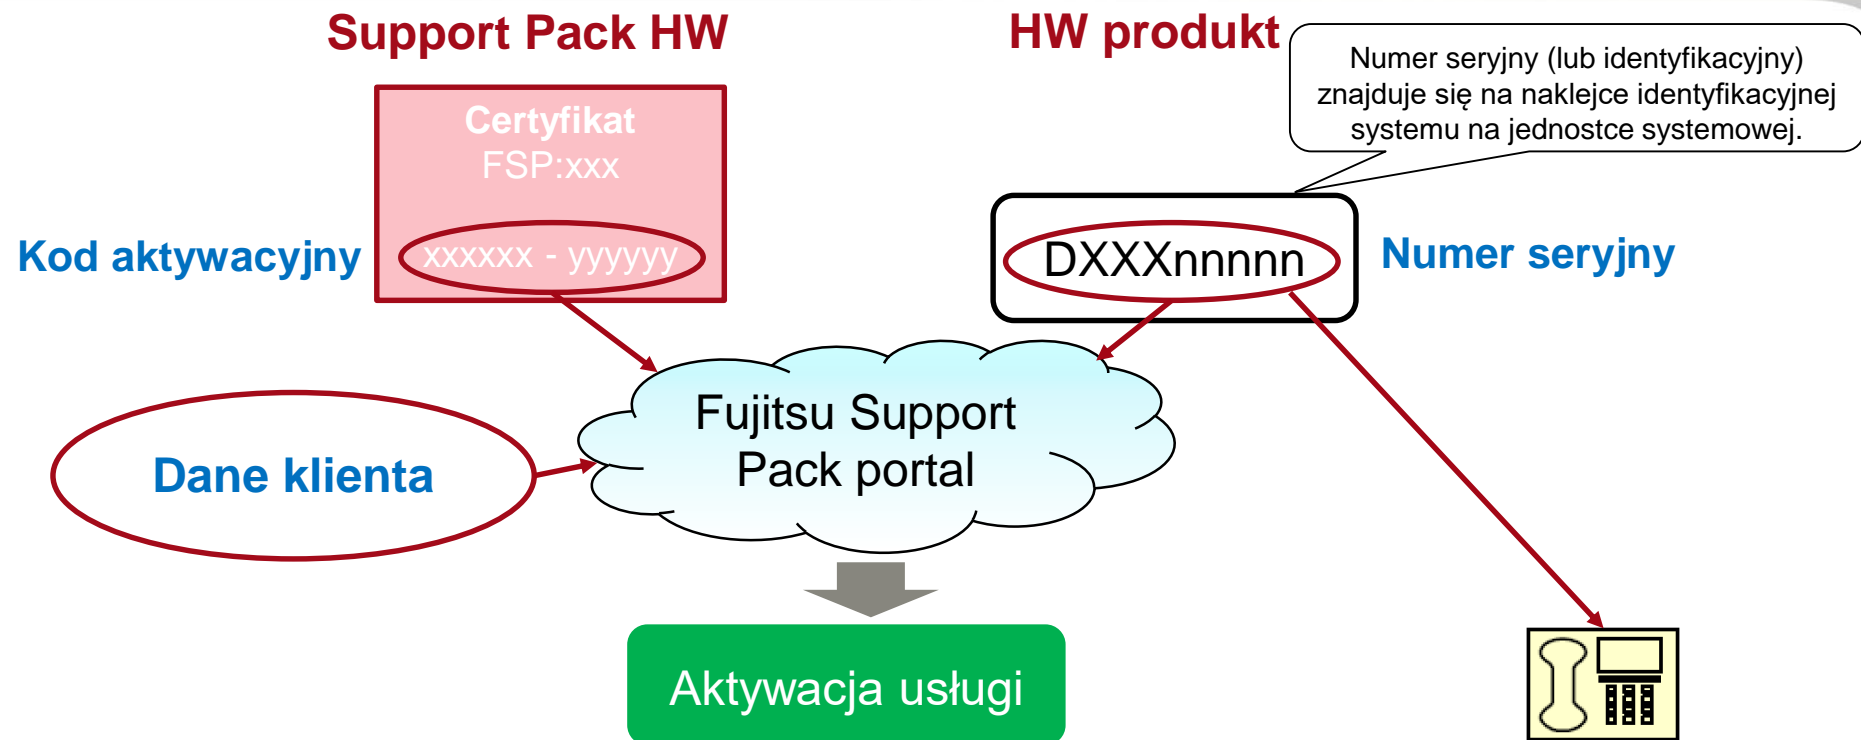 Support Pack HW
HW produkt
Numer seryjny (lub identyfikacyjny)
znajduje się na naklejce identyfikacyjnej
systemu na jednostce systemowej.
Certyfikat
FSP:xxx
Kod aktywacyjny
xxxxxx - yyyyyy
DXXXnnnnn
Numer seryjny
Fujitsu Support
Pack portal
Dane klienta
Aktywacja usługi